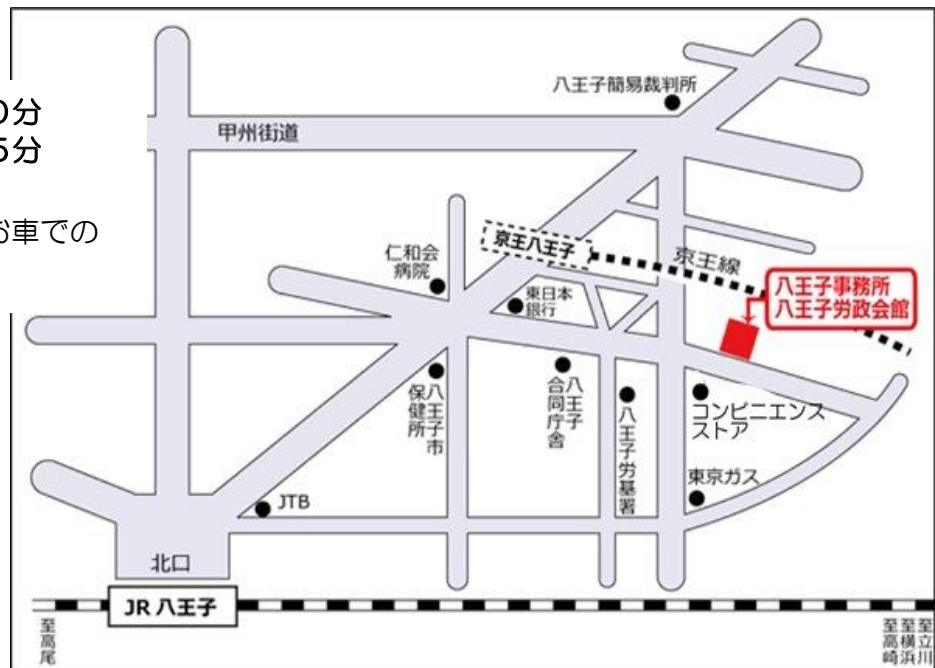 八王子簡易裁判所
0分
5分
甲州街道
お車での
京王八王子
京王線
仁和会
病院
東日本
銀行
八王子事務所
八王子労政会館
八王子市
保健所
八王子
合同庁舎
八王子労基署
コンビニエンス
ストア
東京ガス
JTB
北口
JR 八王子
至高尾
至高崎
至横浜
至立川